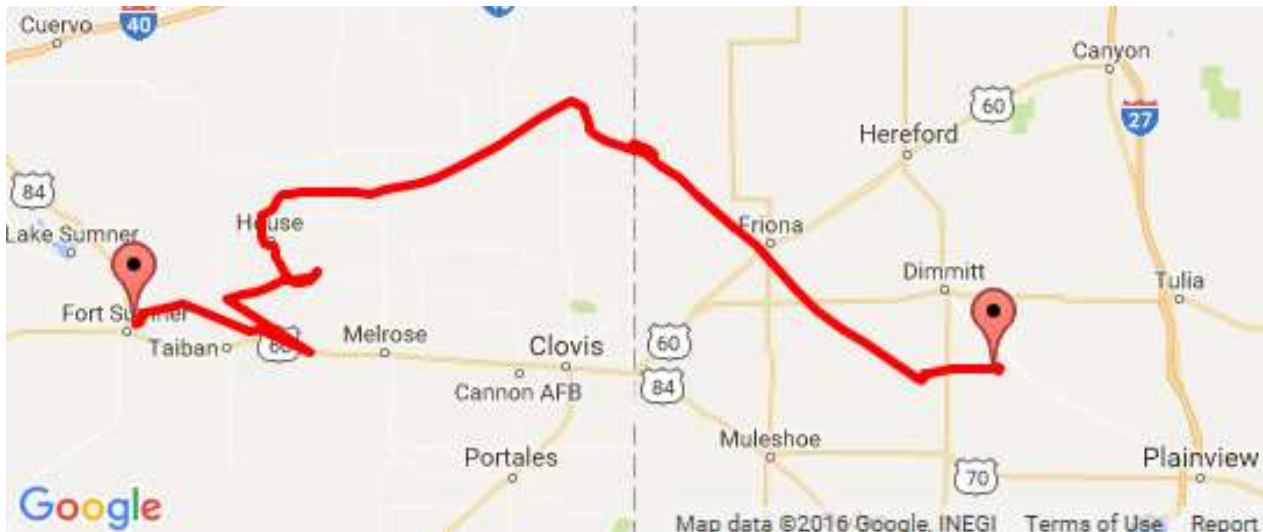 Cuervo
40
Canyon
60
27
Hereford
84
House
Lake Sumner
Friona
Dimmitt
Tulia
Fort Sumner
Taiban
60
Melrose
Clovis
60
Cannon AFB
84
Muleshoe
Portales
70
Plainview
Google
Map data ©2016 Google, INEGI Terms of Use Report